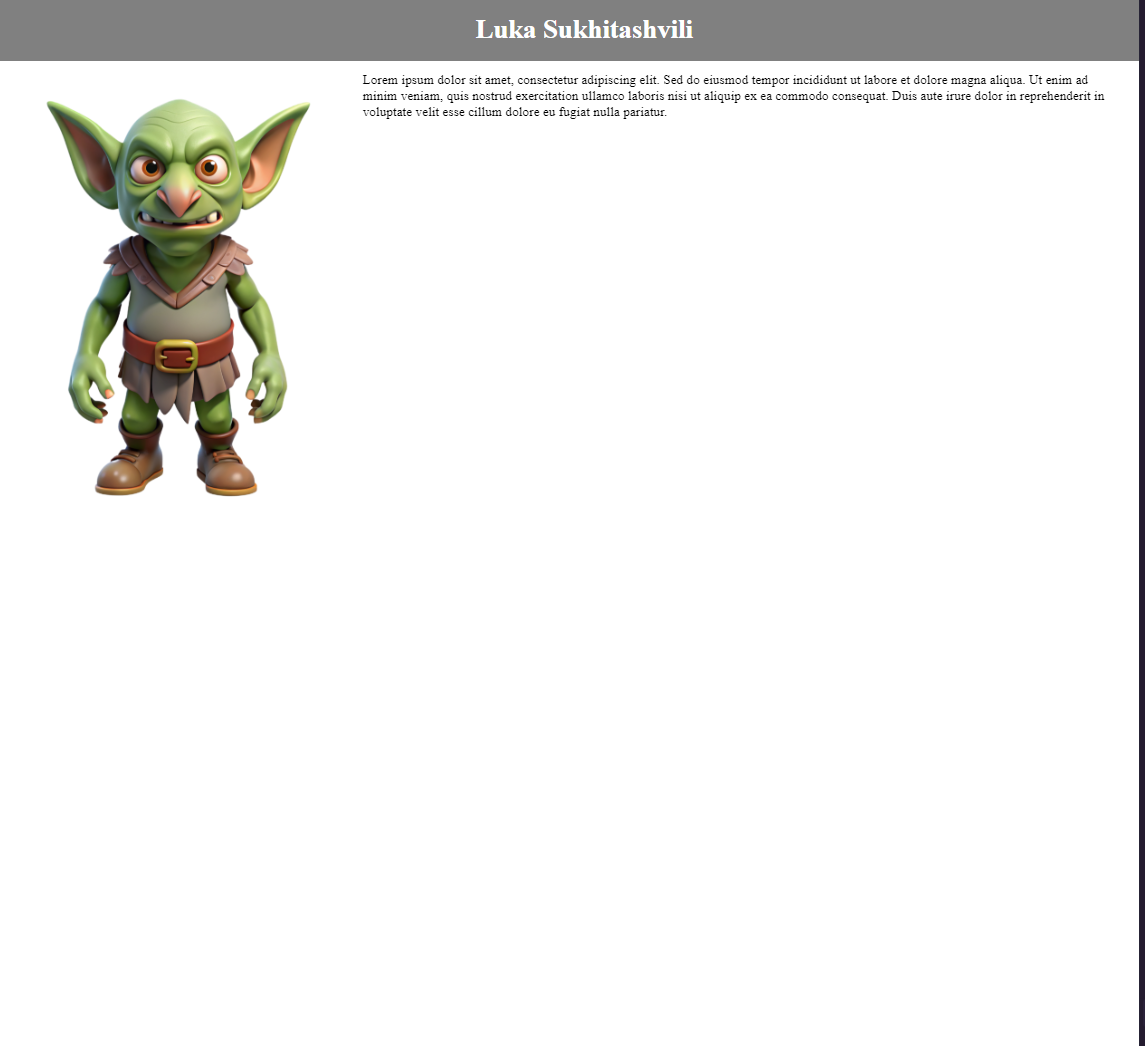 Luka Sukhitashvili
Lorem ipsum dolor sit amet, consectetur adipiscing elit. Sed do eiusmod tempor incididunt ut labore et dolore magna aliqua. Ut enim ad
minim veniam, quis nostrud exercitation ullamco laboris nisi ut aliquip ex ea commodo consequat. Duis aute irure dolor in reprehenderit in
voluptate velit esse cillum dolore eu fugiat nulla pariatur.